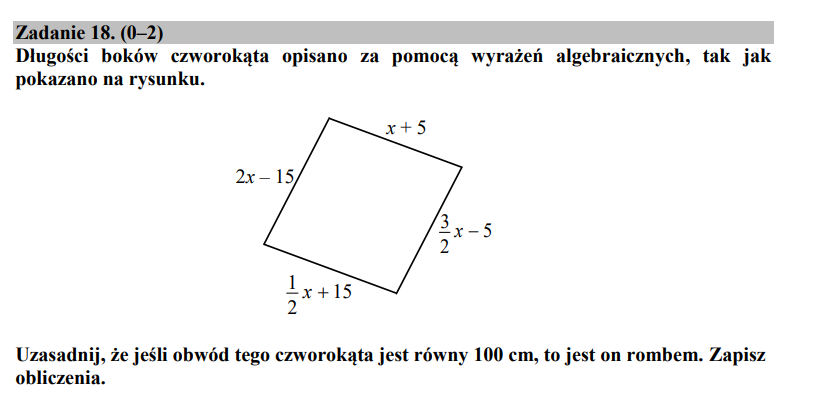 Zadanie 18. (0–2)
Długości boków czworokąta opisano za pomocą wyrażeń algebraicznych, tak jak
pokazano na rysunku.
x + 5
2x – 15
3/2 x – 5
1/2 x + 15
Uzasadnij, że jeśli obwód tego czworokąta jest równy 100 cm, to jest on rombem. Zapisz
obliczenia.